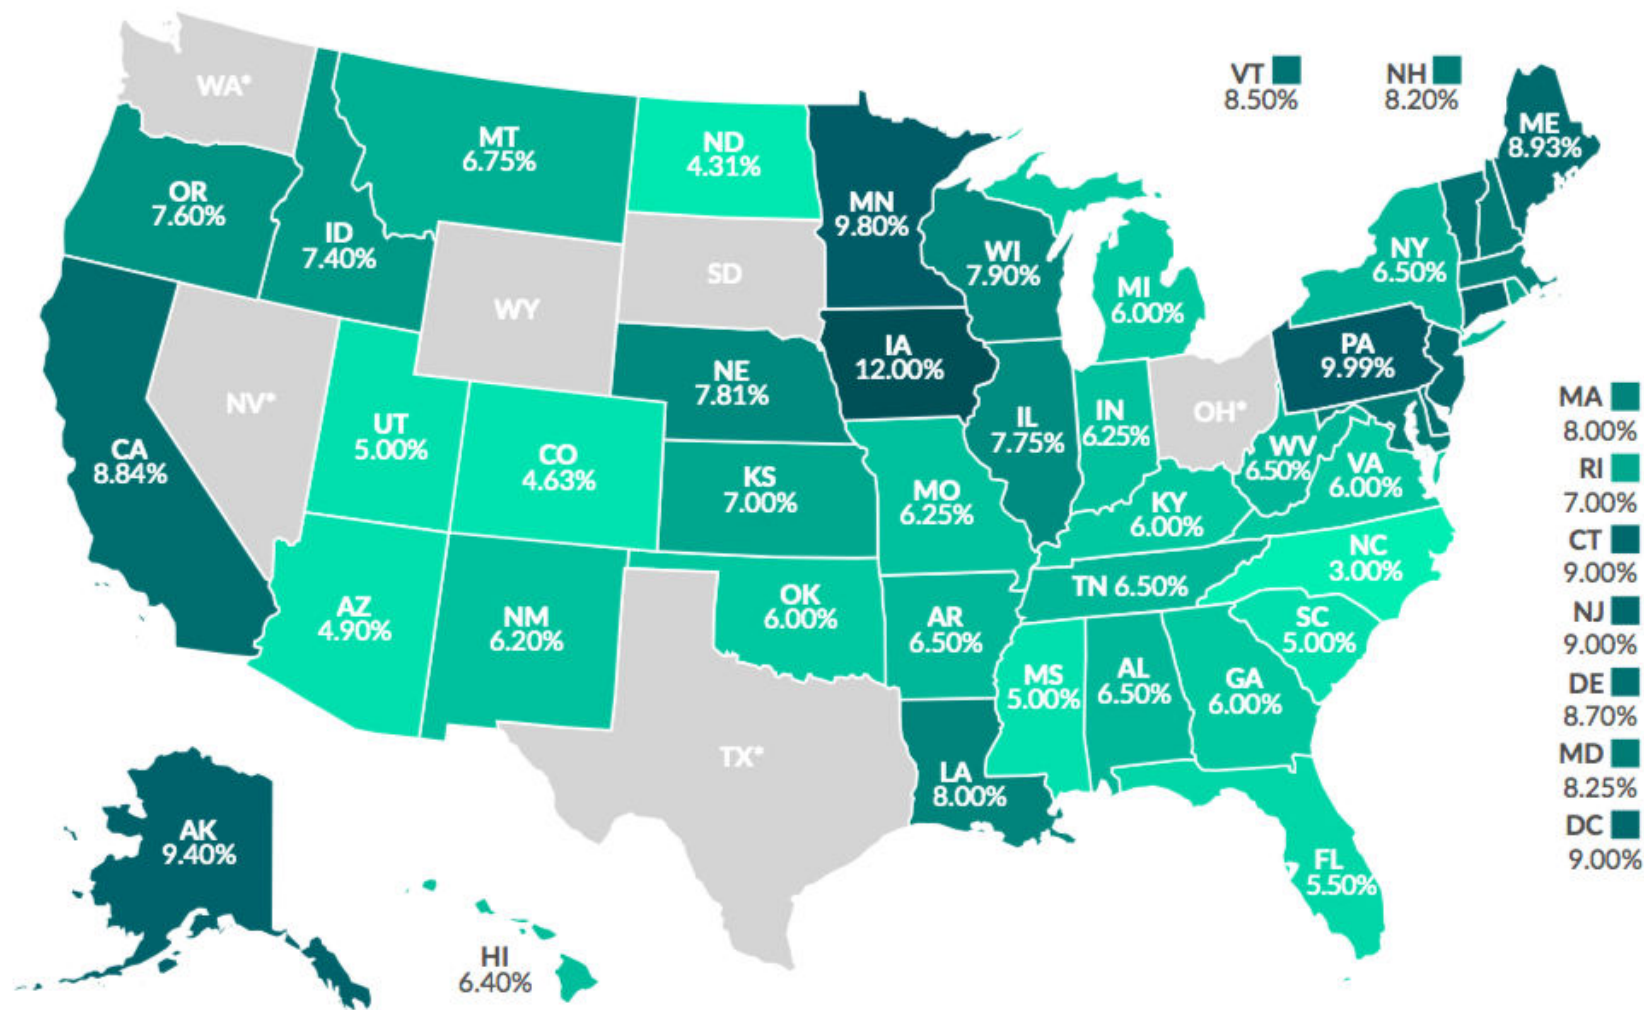 WA*
VT
8.50%
NH
8.20%
ME
8.93%
MT
6.75%
ND
4.31%
MN
9.80%
OR
7.60%
ID
7.40%
WI
7.90%
NY
6.50%
SD
MI
6.00%
WY
IA
12.00%
PA
9.99%
NE
7.81%
NV*
UT
5.00%
CO
4.63%
IL
7.75%
IN
6.25%
OH*
MA
8.00%
CA
8.84%
KS
7.00%
MO
6.25%
KY
6.00%
WV
6.50%
VA
6.00%
RI
7.00%
CT
9.00%
NC
3.00%
TN 6.50%
AZ
4.90%
NM
6.20%
OK
6.00%
AR
6.50%
SC
5.00%
NJ
9.00%
MS
5.00%
AL
6.50%
GA
6.00%
DE
8.70%
TX*
LA
8.00%
MD
8.25%
AK
9.40%
FL
5.50%
DC
9.00%
HI
6.40%